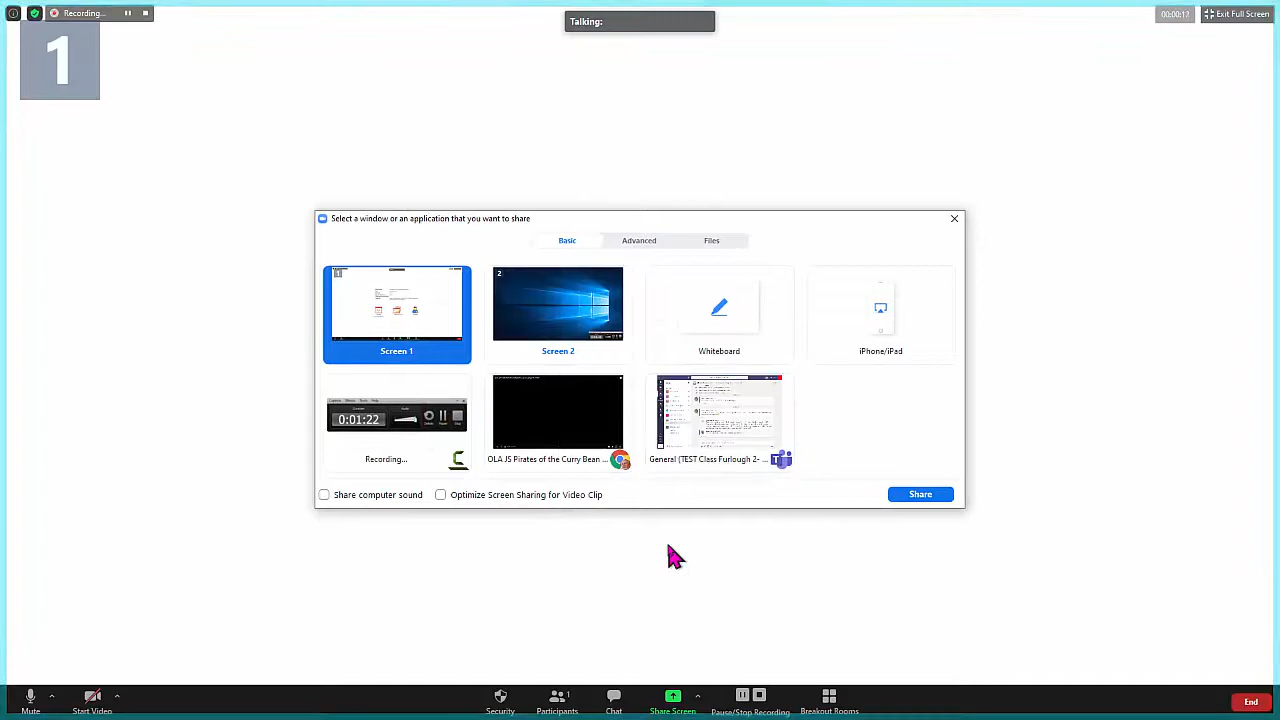 Recording...
Talking:
00:00:12
Exit Full Screen
1
Select a window or an application that you want to share
Basic
Advanced
Files
1
Screen 1
2
Screen 2
Whiteboard
iPhone/iPad
0:01:22
Recording...
OLA JS Pirates of the Curry Bean ...
General (TEST Class Furlough 2- ...
Share computer sound
Optimize Screen Sharing for Video Clip
Share
Mute
Start Video
Security
Participants
1
Chat
Share Screen
Pause/Stop Recording
Breakout Rooms
End